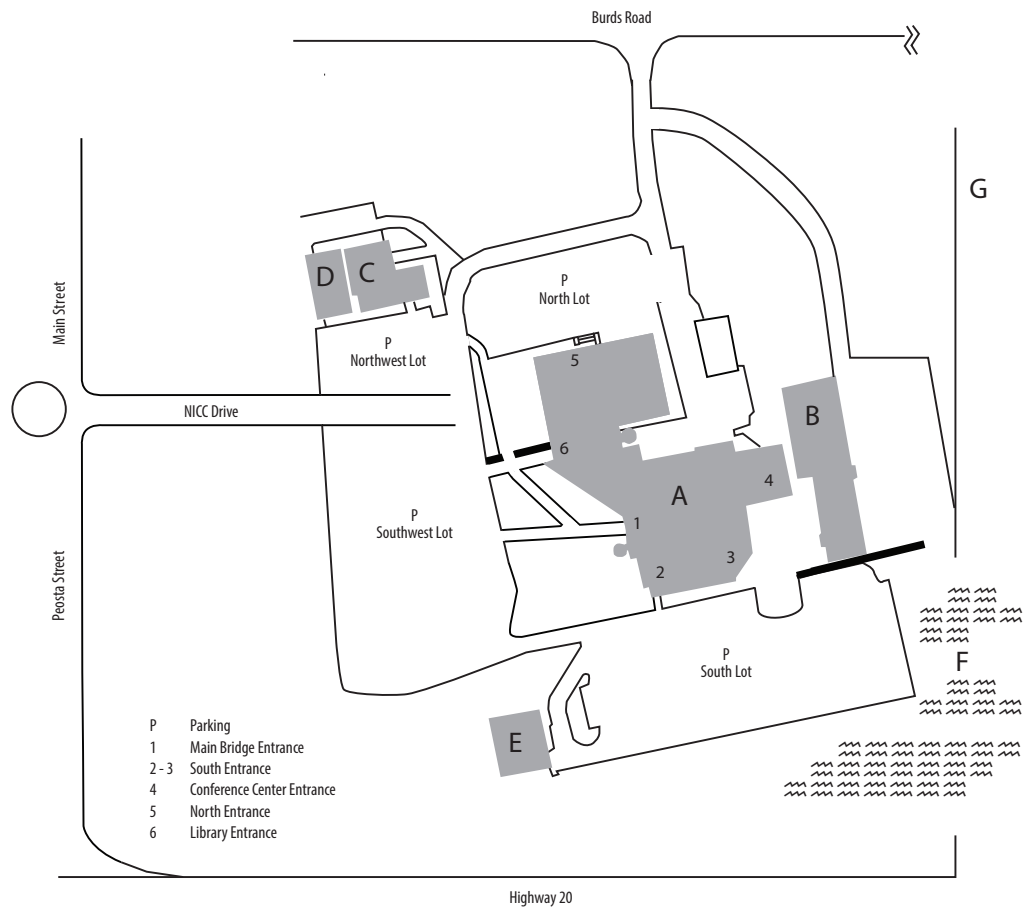 Burds Road
G
D
C
P
North Lot
Main Street
P
Northwest Lot
5
NICC Drive
B
6
4
A
P
Southwest Lot
1
3
2
Peosta Street
P
South Lot
F
E
P Parking
1 Main Bridge Entrance
2 - 3 South Entrance
4 Conference Center Entrance
5 North Entrance
6 Library Entrance
Highway 20